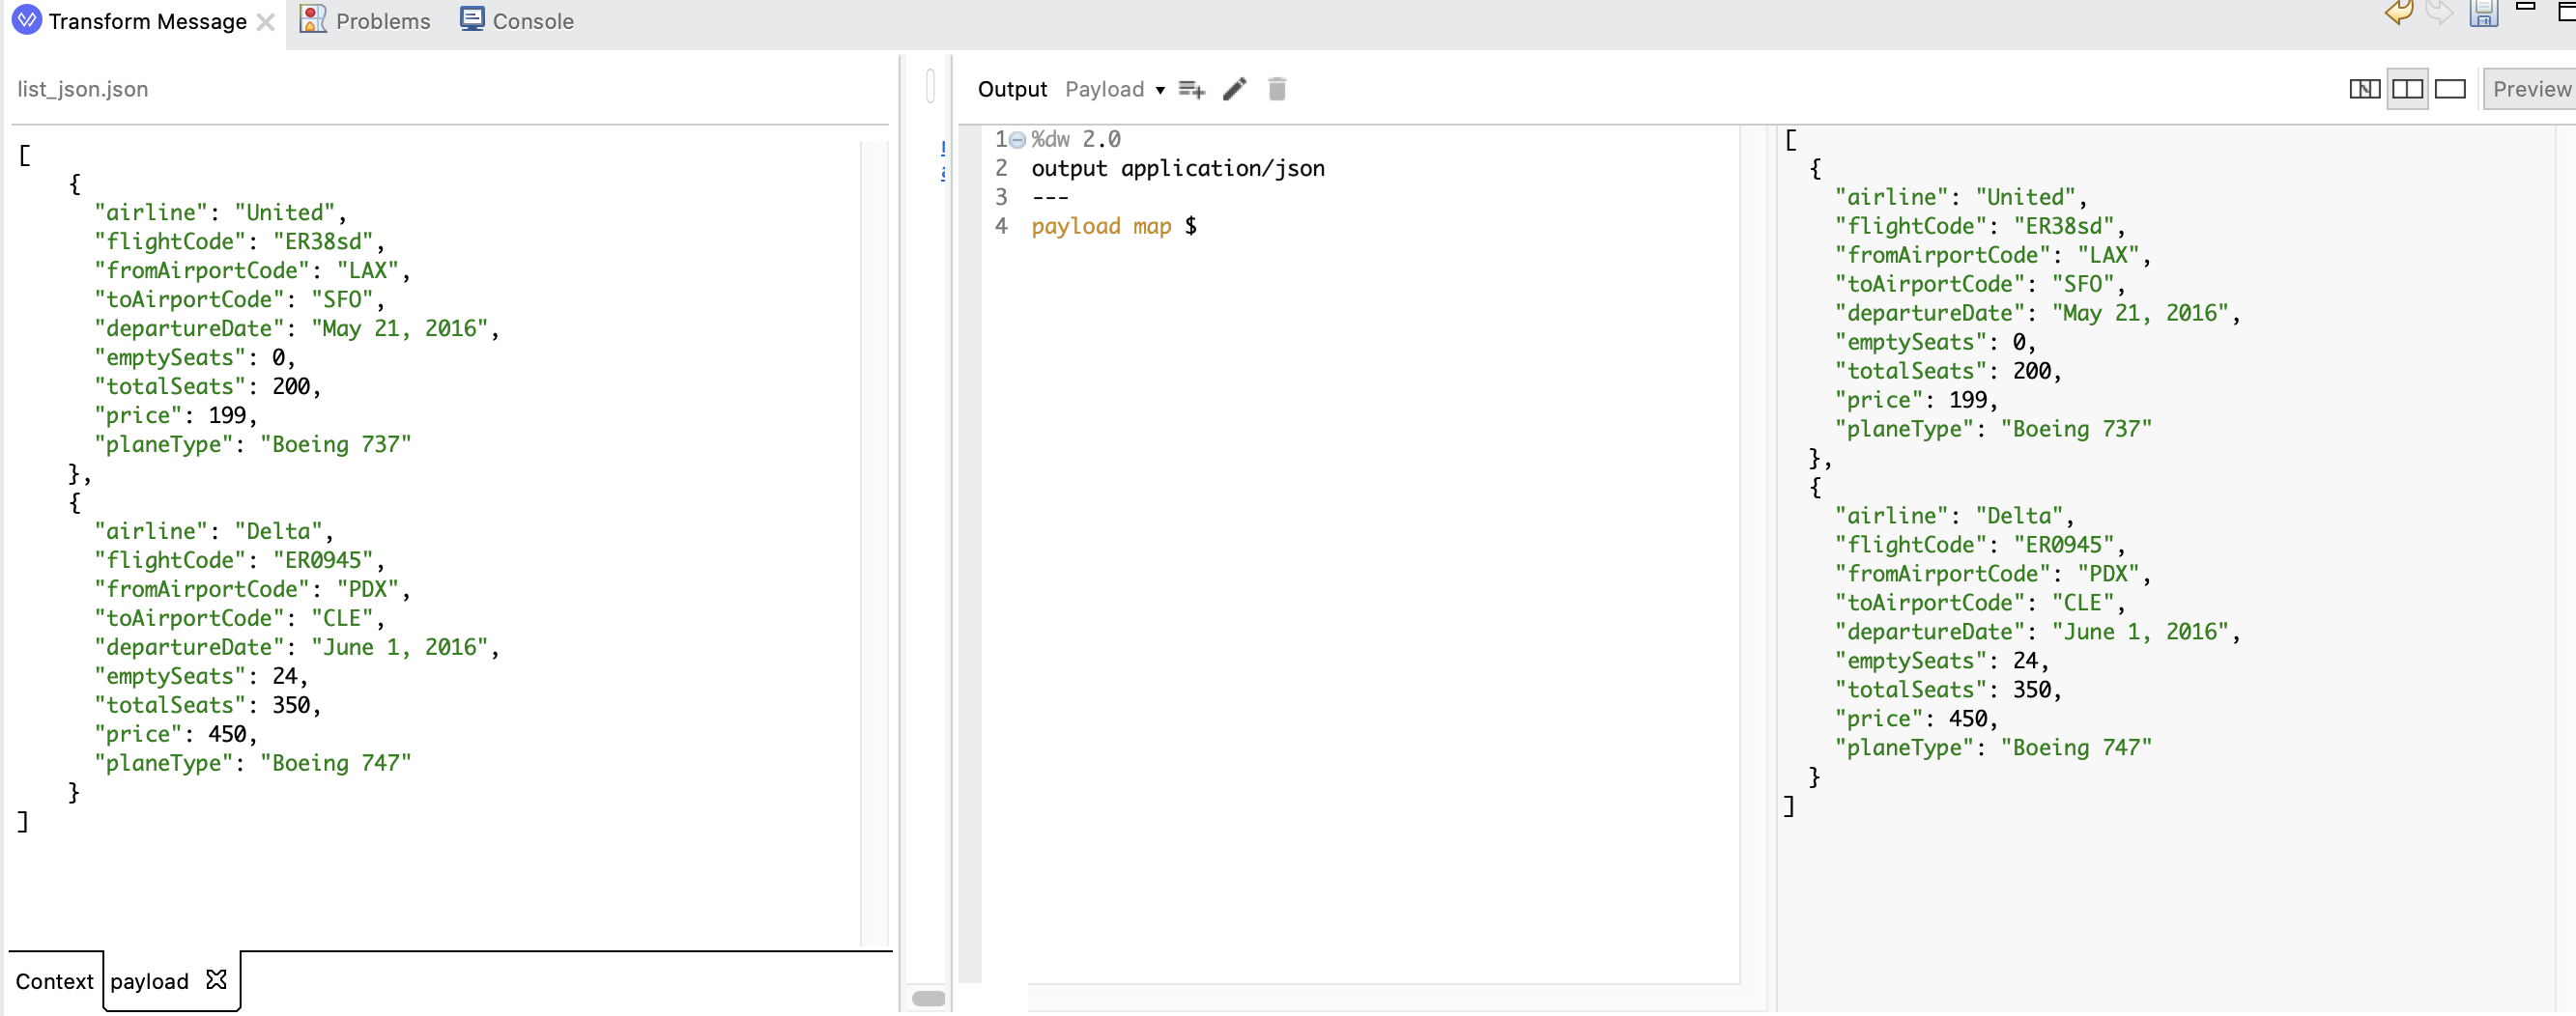 Transform Message
Problems
Console
list_json.json
[
    {
      "airline": "United",
      "flightCode": "ER38sd",
      "fromAirportCode": "LAX",
      "toAirportCode": "SFO",
      "departureDate": "May 21, 2016",
      "emptySeats": 0,
      "totalSeats": 200,
      "price": 199,
      "planeType": "Boeing 737"
    },
    {
      "airline": "Delta",
      "flightCode": "ER0945",
      "fromAirportCode": "PDX",
      "toAirportCode": "CLE",
      "departureDate": "June 1, 2016",
      "emptySeats": 24,
      "totalSeats": 350,
      "price": 450,
      "planeType": "Boeing 747"
    }
]
Context
payload
Output Payload
Preview
1 %dw 2.0
2 output application/json
3 ---
4 payload map $
[
  {
    "airline": "United",
    "flightCode": "ER38sd",
    "fromAirportCode": "LAX",
    "toAirportCode": "SFO",
    "departureDate": "May 21, 2016",
    "emptySeats": 0,
    "totalSeats": 200,
    "price": 199,
    "planeType": "Boeing 737"
  },
  {
    "airline": "Delta",
    "flightCode": "ER0945",
    "fromAirportCode": "PDX",
    "toAirportCode": "CLE",
    "departureDate": "June 1, 2016",
    "emptySeats": 24,
    "totalSeats": 350,
    "price": 450,
    "planeType": "Boeing 747"
  }
]